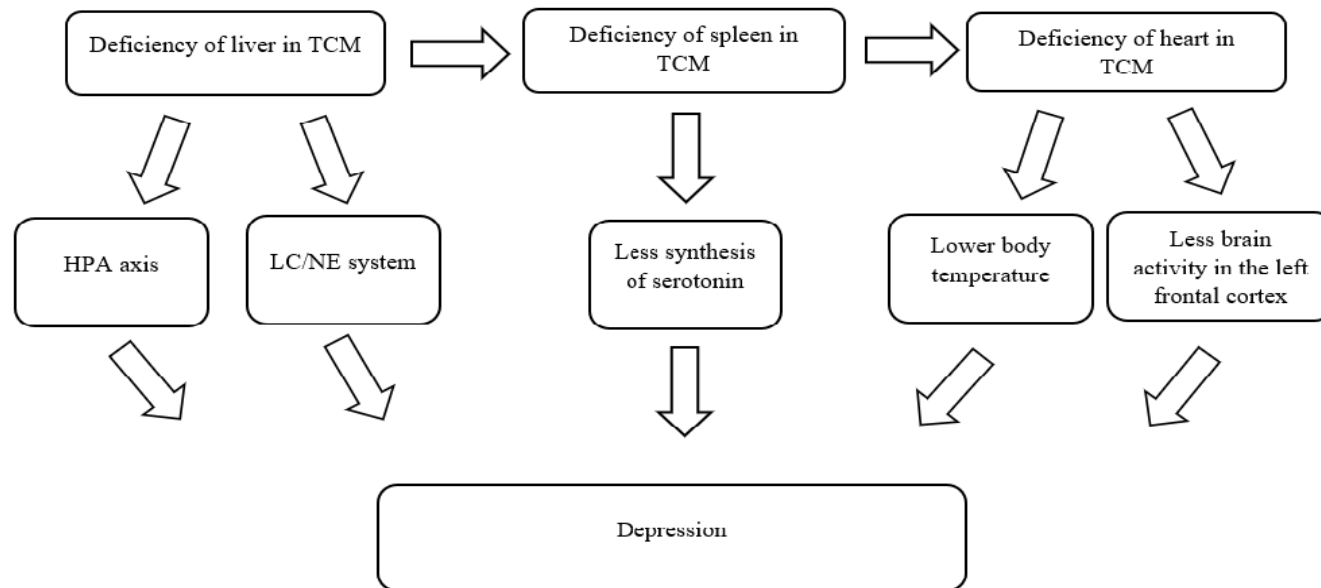 Deficiency of liver in TCM
Deficiency of spleen in
TCM
Deficiency of heart in
TCM
HPA axis
LC/NE system
Less synthesis
of serotonin
Lower body
temperature
Less brain
activity in the left
frontal cortex
Depression